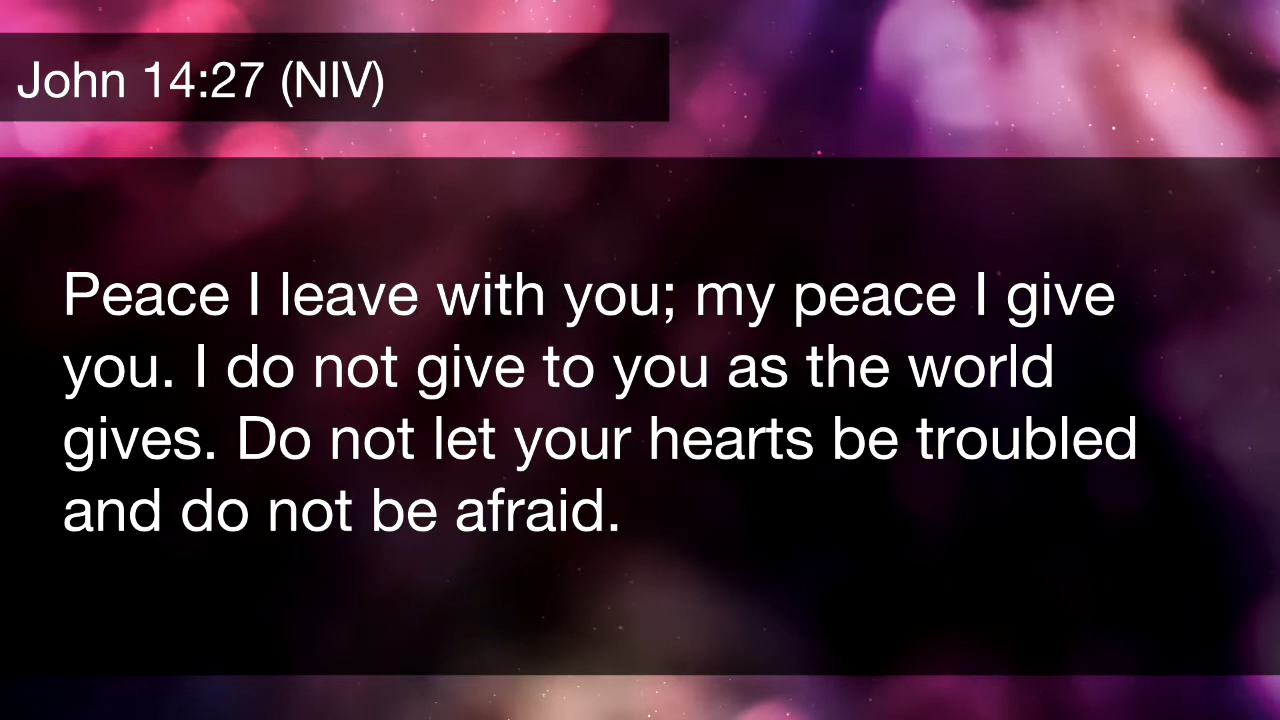 John 14:27 (NIV)
Peace I leave with you; my peace I give
you. I do not give to you as the world
gives. Do not let your hearts be troubled
and do not be afraid.